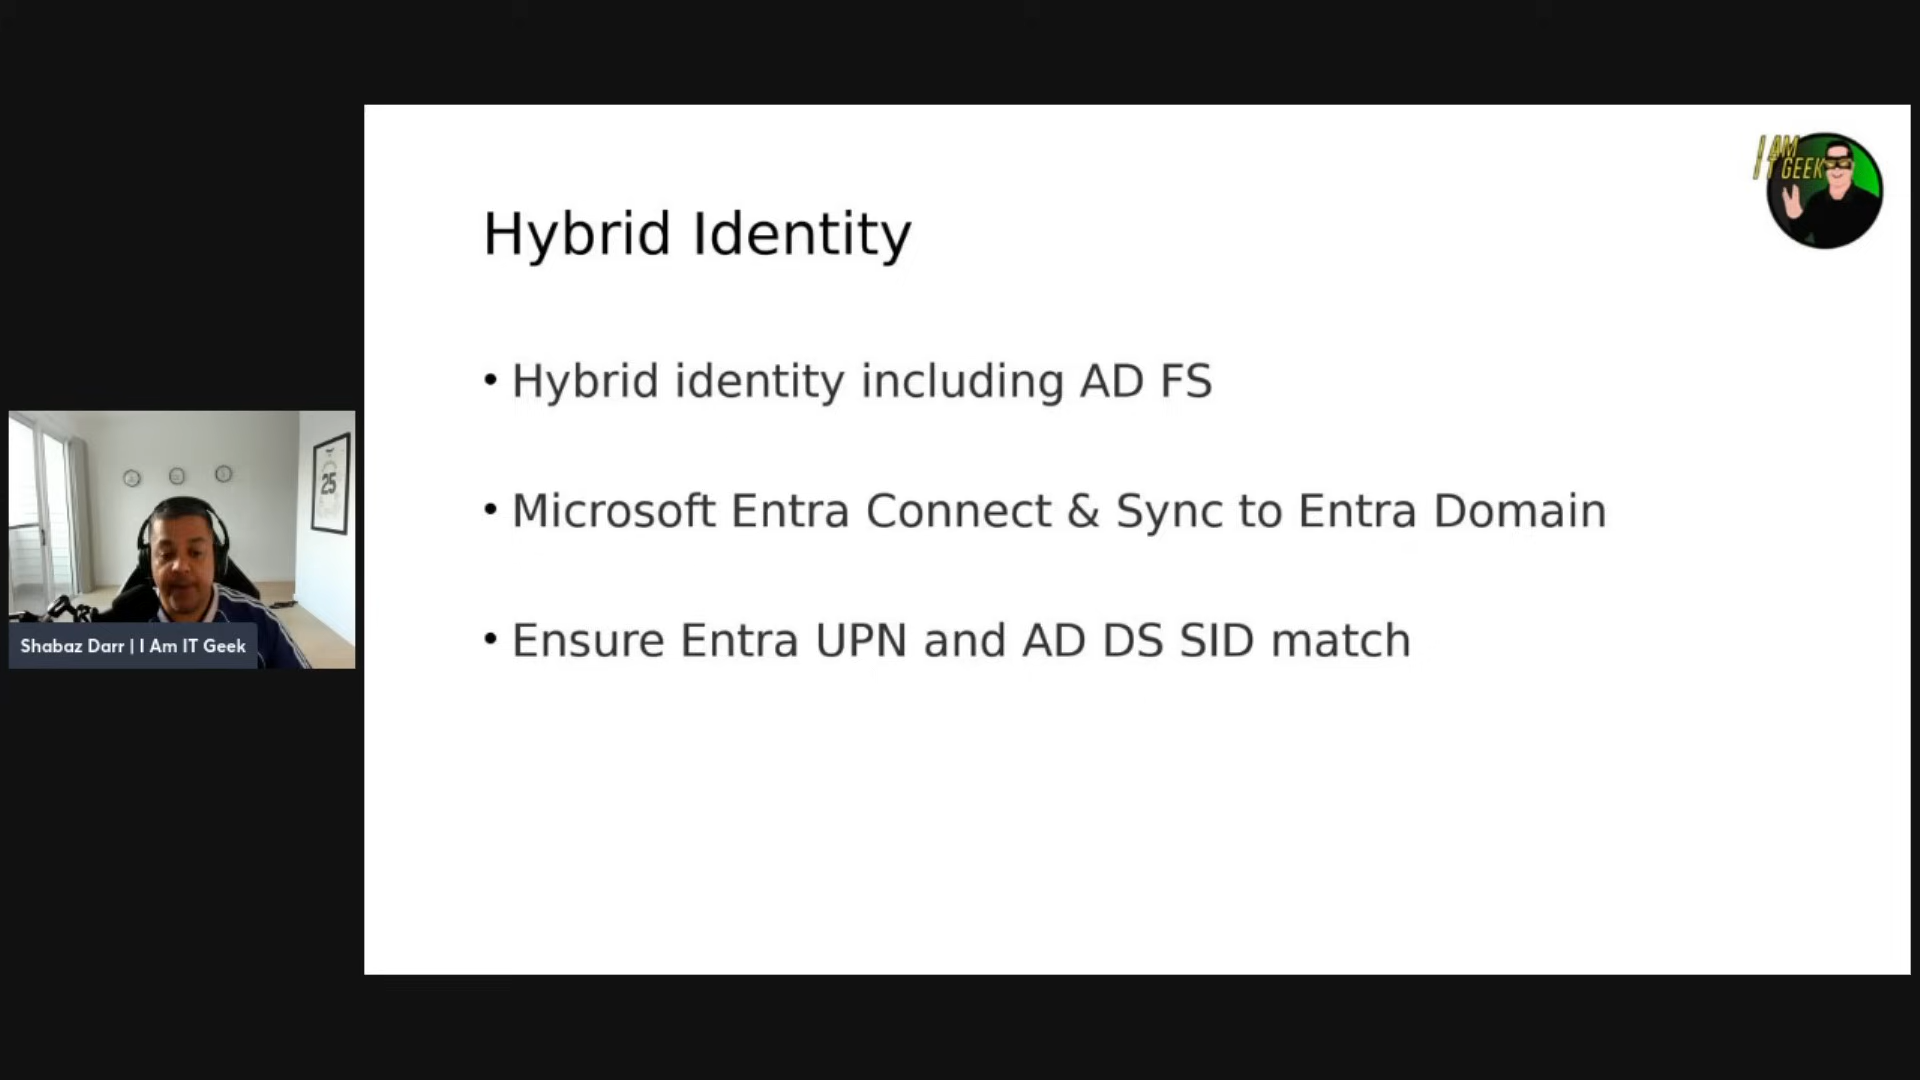 I AM
IT GEEK
Hybrid Identity
• Hybrid identity including AD FS
• Microsoft Entra Connect & Sync to Entra Domain
• Ensure Entra UPN and AD DS SID match
25
Shabaz Darr | I Am IT Geek